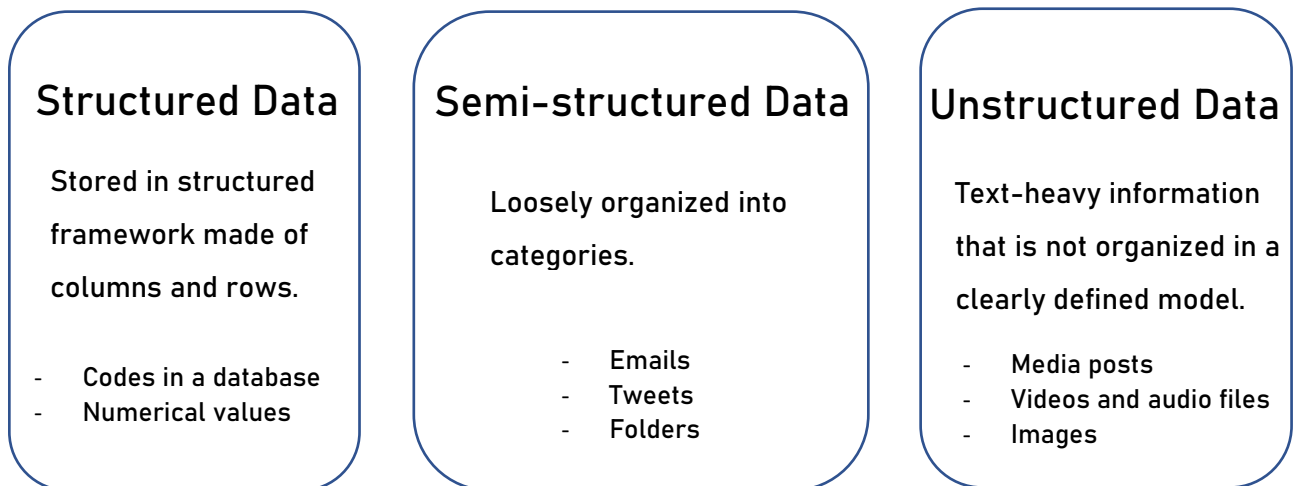 Structured Data
Stored in structured
framework made of
columns and rows.
- Codes in a database
- Numerical values
Semi-structured Data
Loosely organized into
categories.
- Emails
- Tweets
- Folders
Unstructured Data
Text-heavy information
that is not organized in a
clearly defined model.
- Media posts
- Videos and audio files
- Images